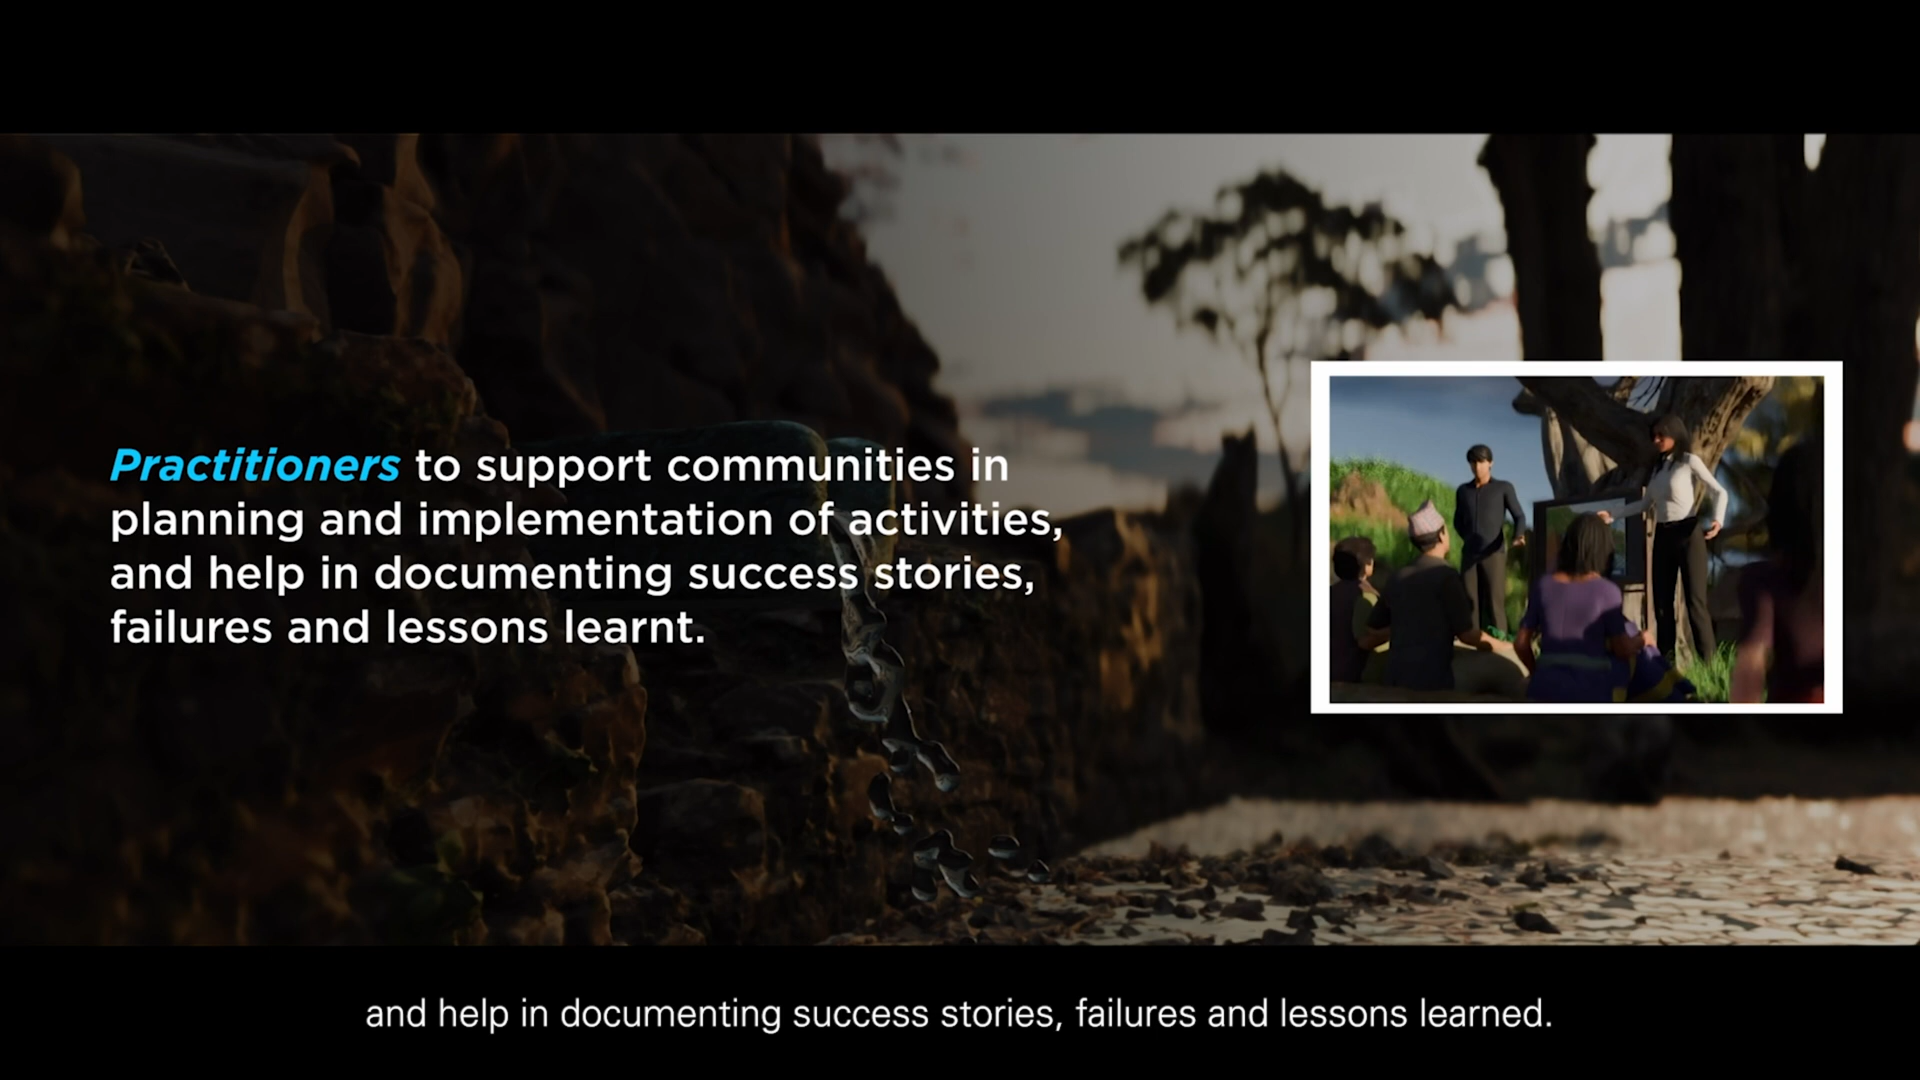 Practitioners to support communities in
planning and implementation of activities,
and help in documenting success stories,
failures and lessons learnt.
and help in documenting success stories, failures and lessons learned.